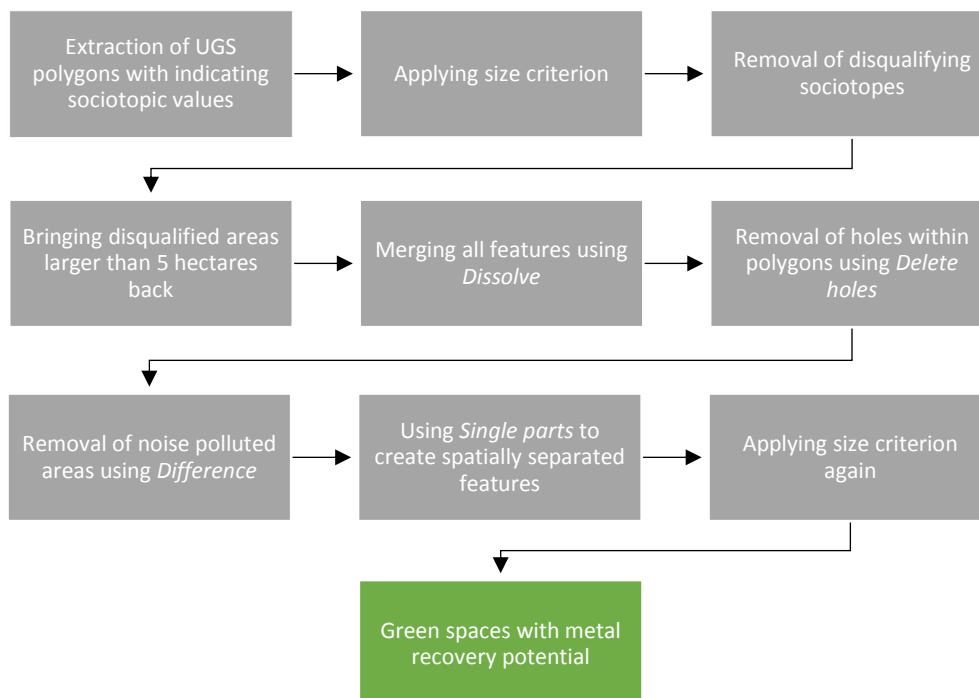 Extraction of UGS
polygons with indicating
sociotopic values
Applying size criterion
Removal of disqualifying
sociotopes
Bringing disqualified areas
larger than 5 hectares
back
Merging all features using
Dissolve
Removal of holes within
polygons using Delete
holes
Removal of noise polluted
areas using Difference
Using Single parts to
create spatially separated
features
Applying size criterion
again
Green spaces with metal
recovery potential